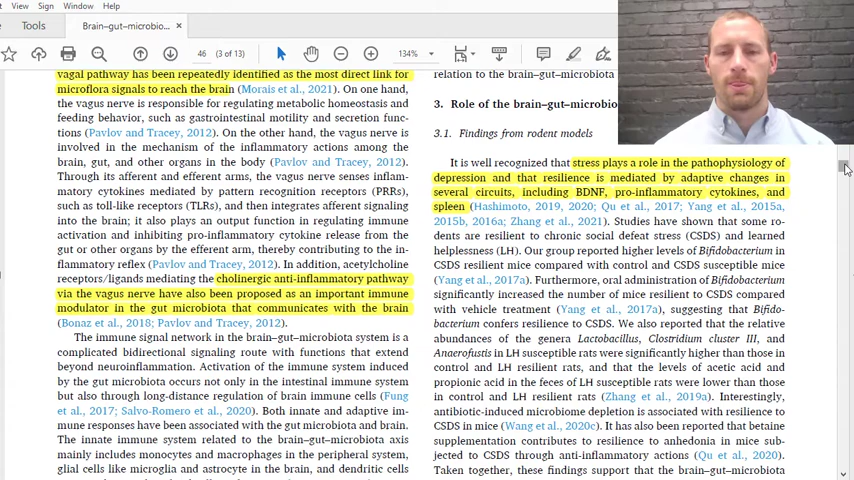 View Sign Window Help
Tools
Brain–gut–microbio... ×
46 (3 of 13)
134%
vagal pathway has been repeatedly identified as the most direct link for
microflora signals to reach the brain (Morais et al., 2021). On one hand,
the vagus nerve is responsible for regulating metabolic homeostasis and
feeding behavior, such as gastrointestinal motility and secretion func-
tions (Pavlov and Tracey, 2012). On the other hand, the vagus nerve is
involved in the mechanism of the inflammatory actions among the
brain, gut, and other organs in the body (Pavlov and Tracey, 2012).
Through its afferent and efferent arms, the vagus nerve senses inflam-
matory cytokines mediated by pattern recognition receptors (PRRs),
such as toll-like receptors (TLRs), and then integrates afferent signaling
into the brain; it also plays an output function in regulating immune
activation and inhibiting pro-inflammatory cytokine release from the
gut or other organs by the efferent arm, thereby contributing to the in-
flammatory reflex (Pavlov and Tracey, 2012). In addition, acetylcholine
receptors/ligands mediating the cholinergic anti-inflammatory pathway
via the vagus nerve have also been proposed as an important immune
modulator in the gut microbiota that communicates with the brain
(Bonaz et al., 2018; Pavlov and Tracey, 2012).
The immune signal network in the brain–gut–microbiota system is a
complicated bidirectional signaling route with functions that extend
beyond neuroinflammation. Activation of the immune system induced
by the gut microbiota occurs not only in the intestinal immune system
but also through long-distance regulation of brain immune cells (Fung
et al., 2017; Salvo-Romero et al., 2020). Both innate and adaptive im-
mune responses have been associated with the gut microbiota and brain.
The innate immune system related to the brain–gut–microbiota axis
mainly includes monocytes and macrophages in the peripheral system,
glial cells like microglia and astrocyte in the brain, and dendritic cells
relation to the brain–gut–microbiota
3. Role of the brain–gut–microbio
3.1. Findings from rodent models
It is well recognized that stress plays a role in the pathophysiology of
depression and that resilience is mediated by adaptive changes in
several circuits, including BDNF, pro-inflammatory cytokines, and
spleen (Hashimoto, 2019, 2020; Qu et al., 2017; Yang et al., 2015a,
2015b, 2016a; Zhang et al., 2021). Studies have shown that some ro-
dents are resilient to chronic social defeat stress (CSDS) and learned
helplessness (LH). Our group reported higher levels of Bifidobacterium in
CSDS resilient mice compared with control and CSDS susceptible mice
(Yang et al., 2017a). Furthermore, oral administration of Bifidobacterium
significantly increased the number of mice resilient to CSDS compared
with vehicle treatment (Yang et al., 2017a), suggesting that Bifido-
bacterium confers resilience to CSDS. We also reported that the relative
abundances of the genera Lactobacillus, Clostridium cluster III, and
Anaerofustis in LH susceptible rats were significantly higher than those in
control and LH resilient rats, and that the levels of acetic acid and
propionic acid in the feces of LH susceptible rats were lower than those
in control and LH resilient rats (Zhang et al., 2019a). Interestingly,
antibiotic-induced microbiome depletion is associated with resilience to
CSDS in mice (Wang et al., 2020c). It has also been reported that betaine
supplementation contributes to resilience to anhedonia in mice sub-
jected to CSDS through anti-inflammatory actions (Qu et al., 2020).
Taken together, these findings support that the brain–gut–microbiota